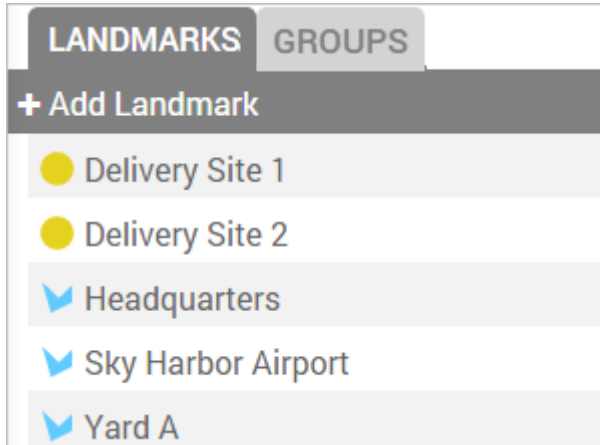 LANDMARKS GROUPS
+ Add Landmark
Delivery Site 1
Delivery Site 2
Headquarters
Sky Harbor Airport
Yard A